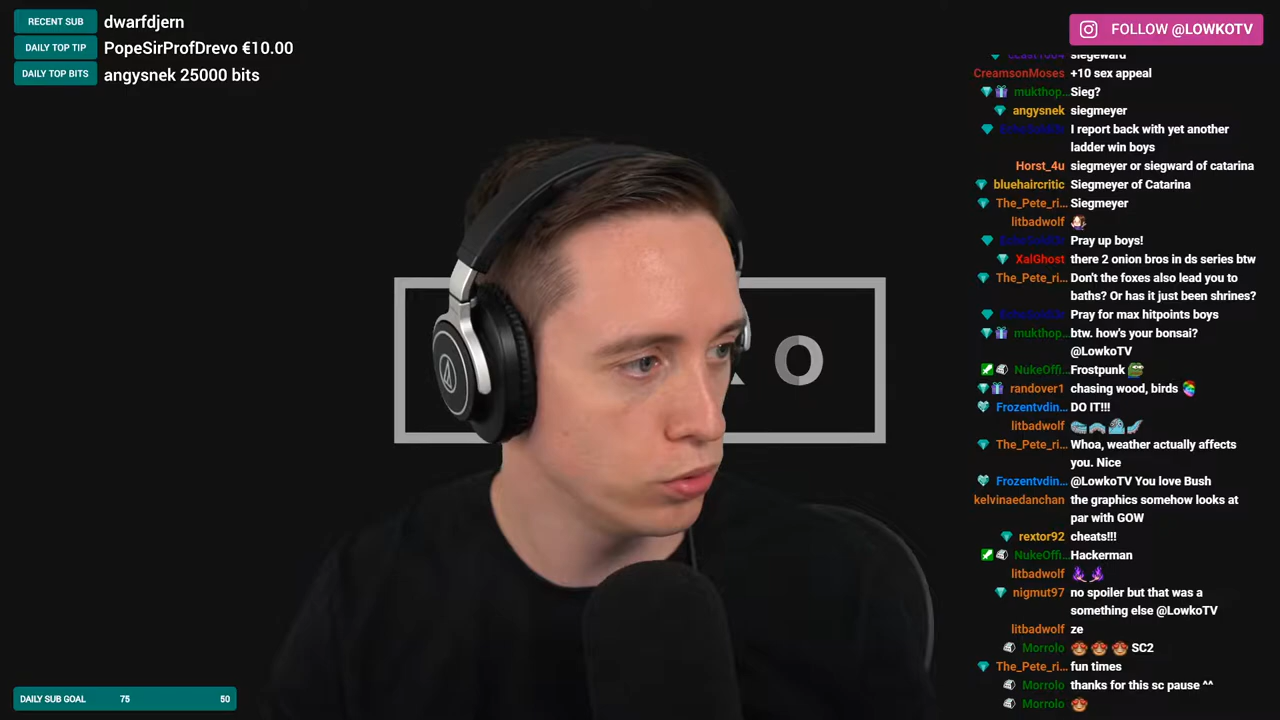 RECENT SUB dwarfdjern
DAILY TOP TIP PopeSirProfDrevo €10.00
DAILY TOP BITS angysnek 25000 bits
FOLLOW @LOWKOTV
siegeward
CreamsonMoses +10 sex appeal
mukthop... Sieg?
angysnek siegmeyer
I report back with yet another
ladder win boys
Horst_4u siegmeyer or siegward of catarina
bluehaircritic Siegmeyer of Catarina
The_Pete_ri... Siegmeyer
litbadwolf
Pray up boys!
XalGhost there 2 onion bros in ds series btw
The_Pete_ri... Don't the foxes also lead you to
baths? Or has it just been shrines?
Pray for max hitpoints boys
mukthop... btw. how's your bonsai?
@LowkoTV
NukeOffi... Frostpunk
randover1 chasing wood, birds
Frozentvdin... DO IT!!!
litbadwolf
The_Pete_ri... Whoa, weather actually affects
you. Nice
Frozentvdin... @LowkoTV You love Bush
kelvinaedanchan the graphics somehow looks at
par with GOW
rextor92 cheats!!!
NukeOffi... Hackerman
litbadwolf
nigmut97 no spoiler but that was a
something else @LowkoTV
litbadwolf ze
Morrolo SC2
The_Pete_ri... fun times
Morrolo thanks for this sc pause ^^
Morrolo
O
DAILY SUB GOAL 75 50